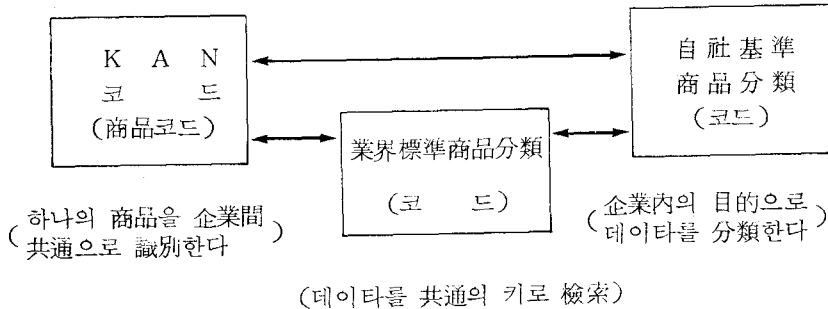 K A N
코 드
(商品코드)
自社基準
商品分類
(코드)
業界標準商品分類
(코 드)
(하나의 商品을 企業間
共通으로 識別한다)
(企業內의 目的으로
데이타를 分類한다)
(데이타를 共通의 키로 檢索)